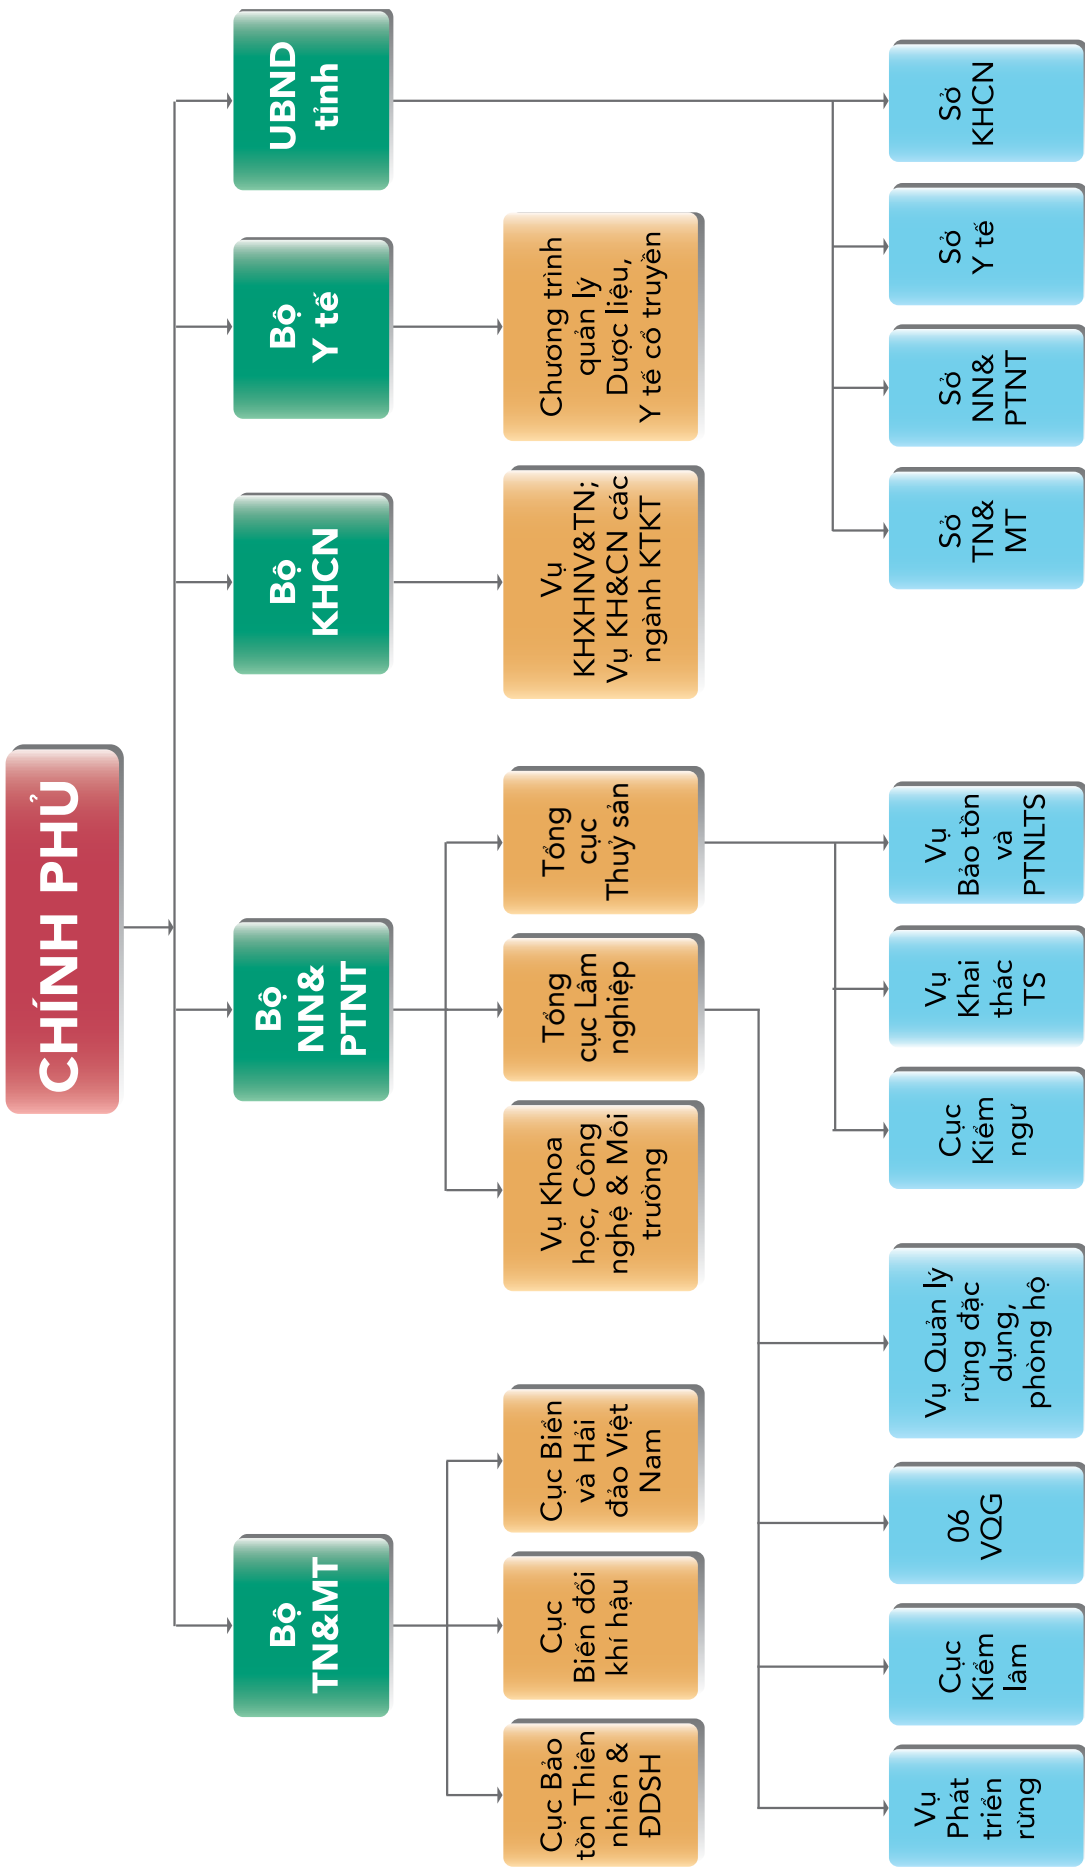 CHÍNH PHỦ
Bộ
TN&MT
Bộ
NN&
PTNT
Bộ
KHCN
Bộ
Y tế
UBND
tỉnh
Cục Bảo
tồn Thiên
nhiên &
ĐDSH
Cục
Biến đổi
khí hậu
Cục Biển
và Hải
đảo Việt
Nam
Vụ Khoa
học, Công
nghệ & Môi
trường
Tổng
cục Lâm
nghiệp
Tổng
cục
Thuỷ sản
Vụ
KHXHNV&TN;
Vụ KH&CN các
ngành KTKT
Chương trình
quản lý
Dược liệu,
Y tế cổ truyền
Vụ
Phát
triển
rừng
Cục
Kiểm
lâm
06
VQG
Vụ Quản lý
rừng đặc
dụng,
phòng hộ
Cục
Kiểm
ngư
Vụ
Khai
thác
TS
Vụ
Bảo tồn
và
PTNLTS
Sở
TN&
MT
Sở
NN&
PTNT
Sở
Y tế
Sở
KHCN